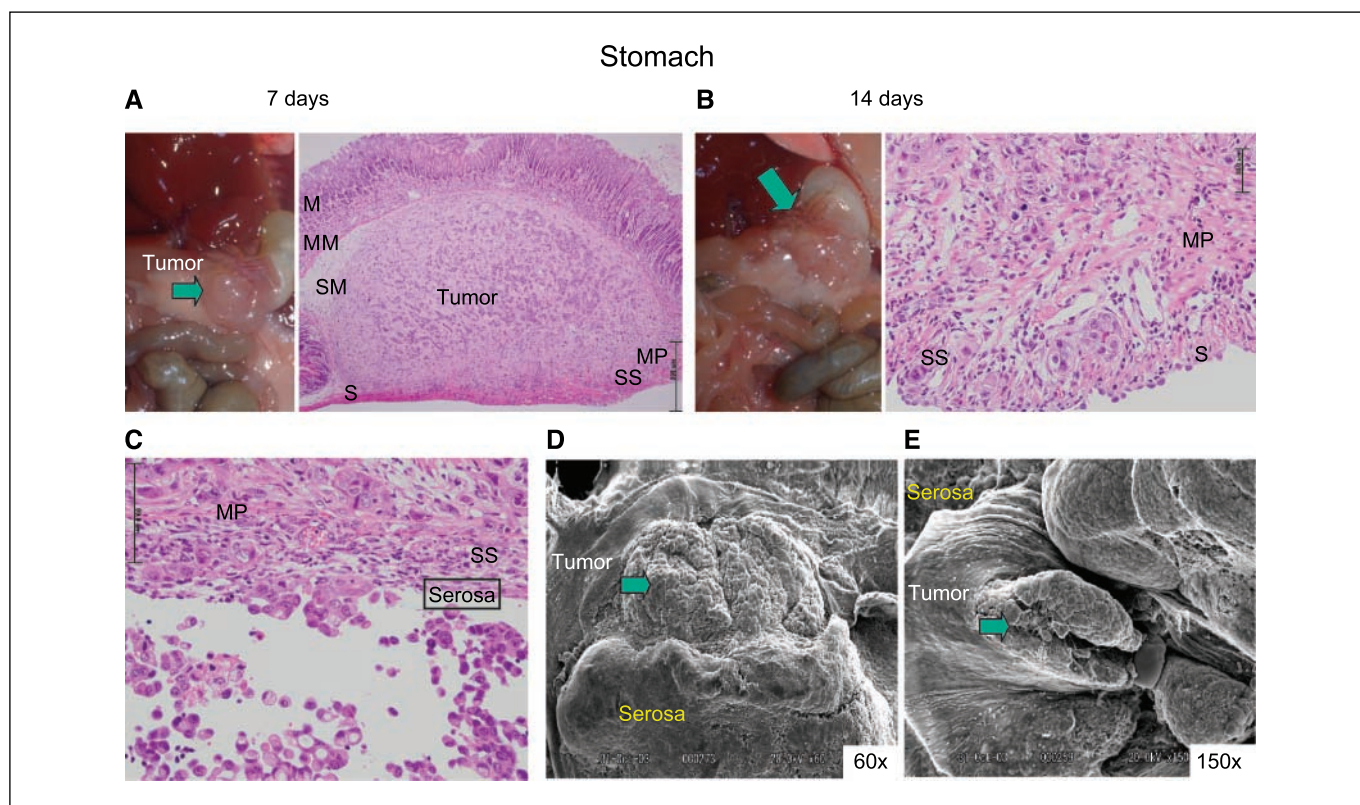 Stomach
A
7 days
B
14 days
Tumor
M
MM
SM
Tumor
MP
SS
S
MP
SS
S
C
D
E
MP
SS
Serosa
Tumor
Serosa
60x
Serosa
Tumor
150x